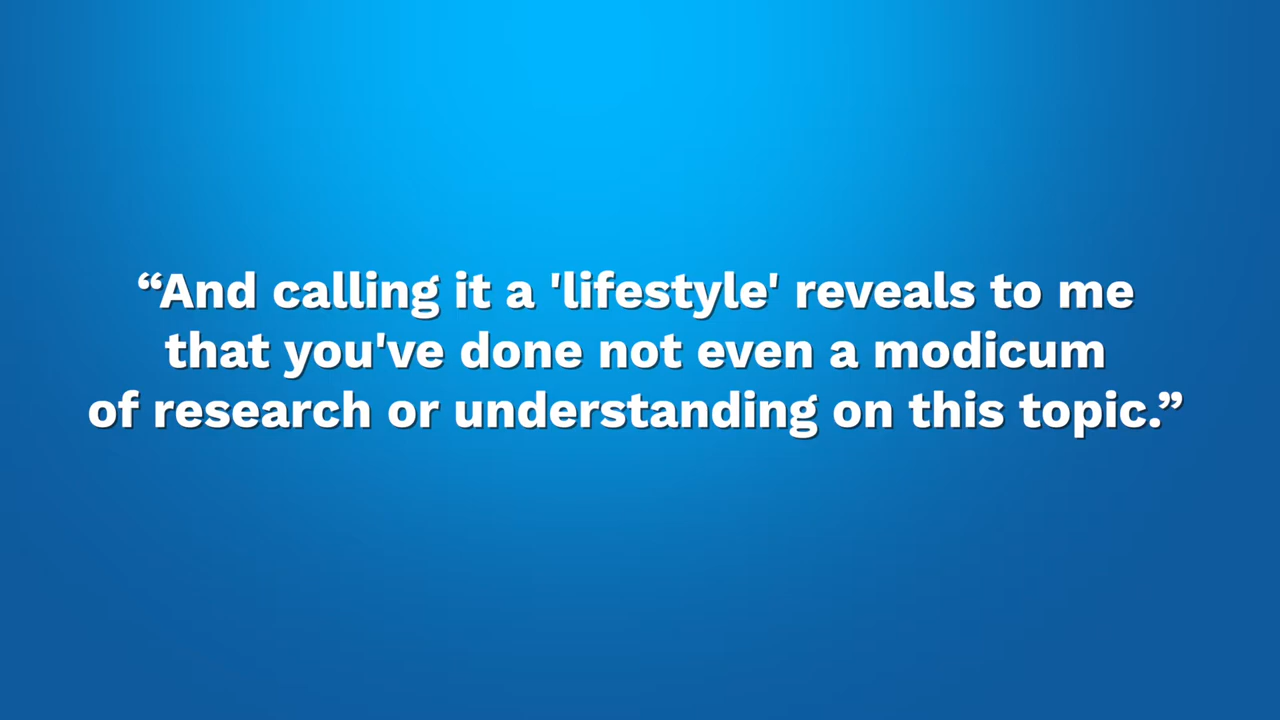 “And calling it a 'lifestyle' reveals to me
that you've done not even a modicum
of research or understanding on this topic.”